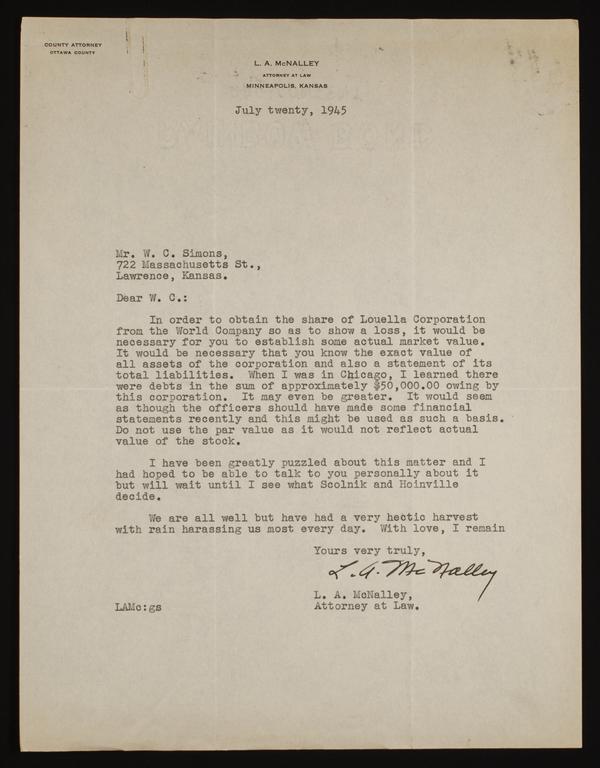 COUNTY ATTORNEY
OTTAWA COUNTY
L. A. McNALLEY
ATTORNEY AT LAW
MINNEAPOLIS, KANSAS
July twenty, 1945
Mr. W. C. Simons,
722 Massachusetts St.,
Lawrence, Kansas.
Dear W. C.:
In order to obtain the share of Louella Corporation
from the World Company so as to show a loss, it would be
necessary for you to establish some actual market value.
It would be necessary that you know the exact value of
all assets of the corporation and also a statement of its
total liabilities. When I was in Chicago, I learned there
were debts in the sum of approximately $50,000.00 owing by
this corporation. It may even be greater. It would seem
as though the officers should have made some financial
statements recently and this might be used as such a basis.
Do not use the par value as it would not reflect actual
value of the stock.
I have been greatly puzzled about this matter and I
had hoped to be able to talk to you personally about it
but will wait until I see what Scolnik and Hoinville
decide.
We are all well but have had a very hectic harvest
with rain harassing us most every day. With love, I remain
Yours very truly,
L. A. McNalley
L. A. McNalley,
Attorney at Law.
LAMc:gs